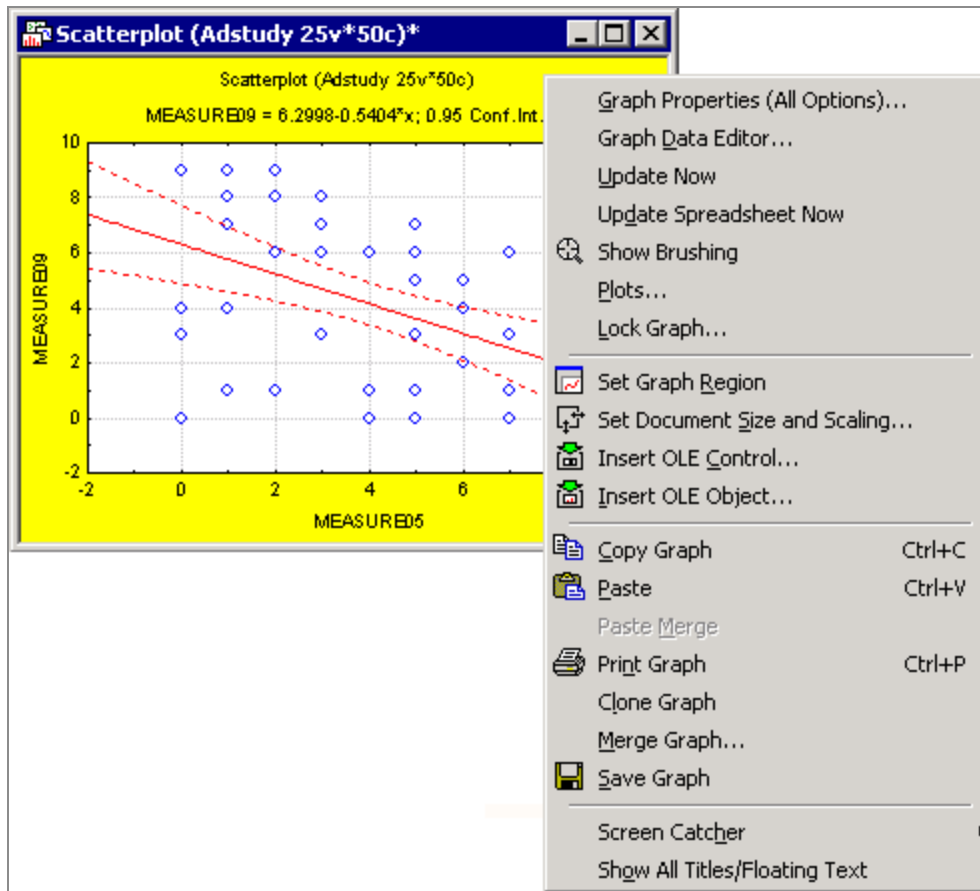 Scatterplot (Adstudy 25v*50c)*
Scatterplot (Adstudy 25v*50c)
MEASURE09 = 6.2998-0.5404*x; 0.95 Conf.Int.
10
8
6
4
2
0
-2
MEASURE09
-2 0 2 4 6
MEASURE05
Graph Properties (All Options)...
Graph Data Editor...
Update Now
Update Spreadsheet Now
Show Brushing
Plots...
Lock Graph...
Set Graph Region
Set Document Size and Scaling...
Insert OLE Control...
Insert OLE Object...
Copy Graph Ctrl+C
Paste Ctrl+V
Paste Merge
Print Graph Ctrl+P
Clone Graph
Merge Graph...
Save Graph
Screen Catcher
Show All Titles/Floating Text